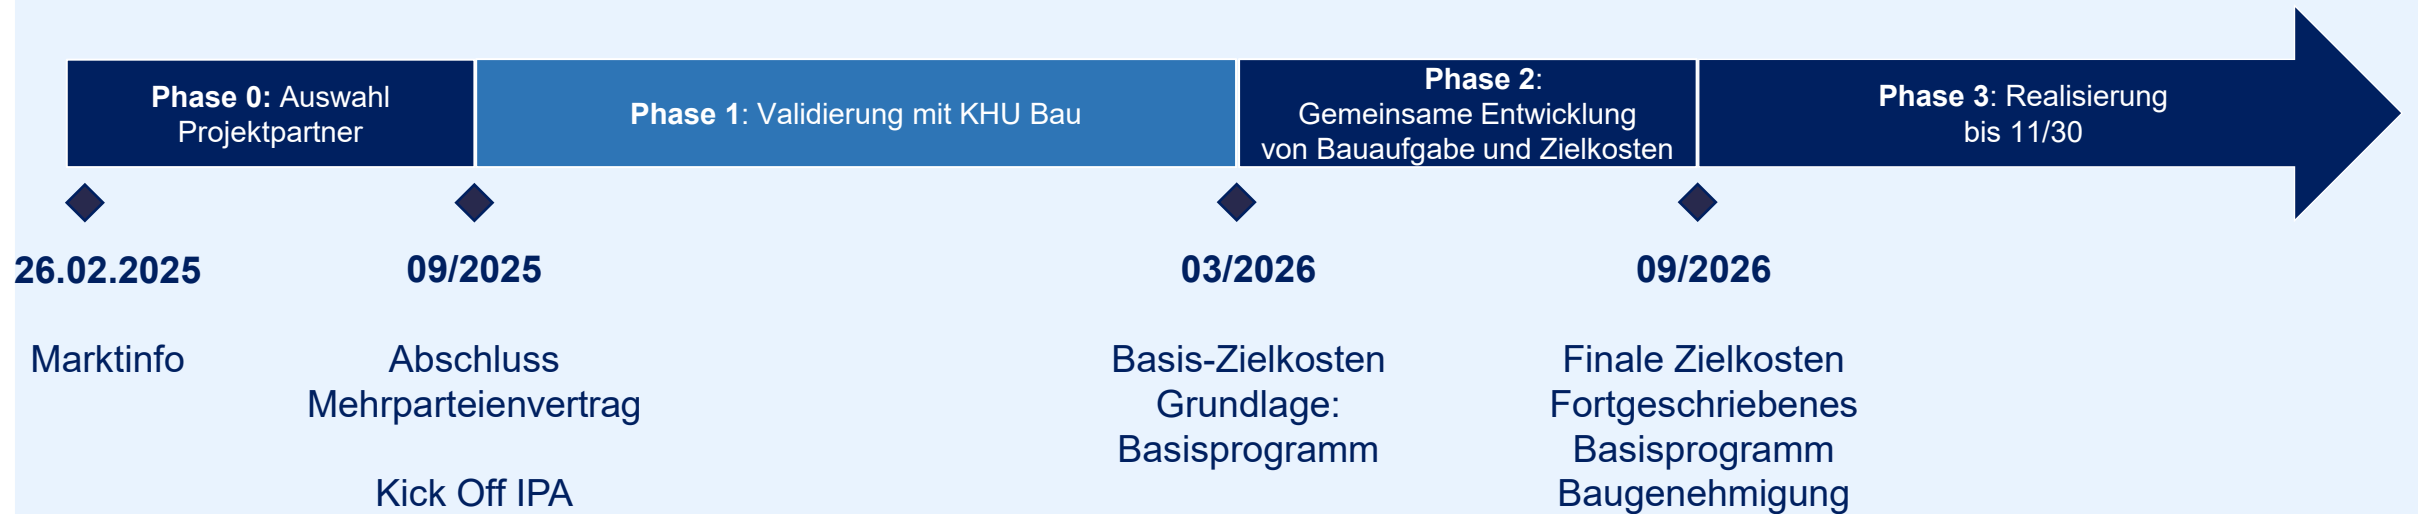 Phase 0: Auswahl
Projektpartner
Phase 1: Validierung mit KHU Bau
Phase 2:
Gemeinsame Entwicklung
von Bauaufgabe und Zielkosten
Phase 3: Realisierung
bis 11/30
26.02.2025
Marktinfo
09/2025
Abschluss
Mehrparteienvertrag
Kick Off IPA
03/2026
Basis-Zielkosten
Grundlage:
Basisprogramm
09/2026
Finale Zielkosten
Fortgeschriebenes
Basisprogramm
Baugenehmigung